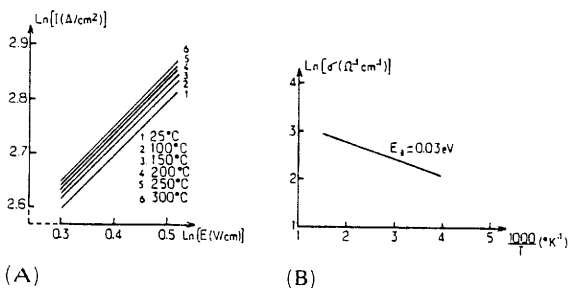 Ln[I(A/cm²)]
2.9
2.8
2.7
2.6
6
5
4
3
2
1
1 25°C
2 100°C
3 150°C
4 200°C
5 250°C
6 300°C
0.3 0.4 0.5 Ln[E(V/cm)]
(A)
Ln[σ(Ω⁻¹cm⁻¹)]
4
3
2
1
Ea=0.03eV
1 2 3 4 5 1000/T (°K⁻¹)
(B)